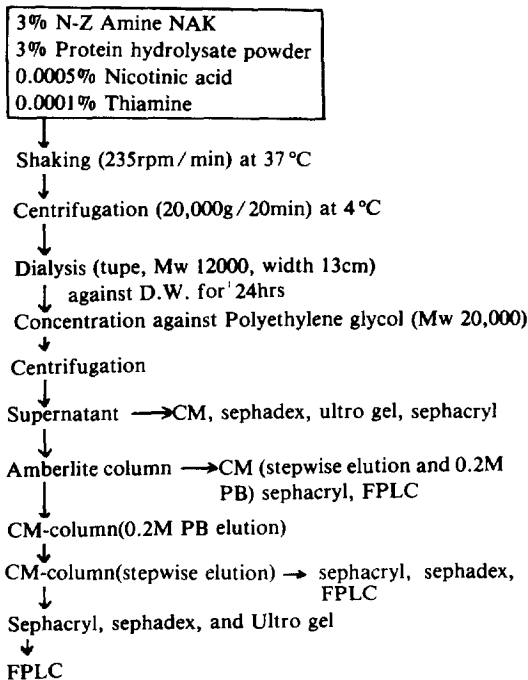 3% N-Z Amine NAK
3% Protein hydrolysate powder
0.0005% Nicotinic acid
0.0001% Thiamine
Shaking (235rpm/min) at 37°C
Centrifugation (20,000g/20min) at 4°C
Dialysis (tupe, Mw 12000, width 13cm)
against D.W. for 24hrs
Concentration against Polyethylene glycol (Mw 20,000)
Centrifugation
Supernatant → CM, sephadex, ultro gel, sephacryl
Amberlite column → CM (stepwise elution and 0.2M
PB) sephacryl, FPLC
CM-column(0.2M PB elution)
CM-column(stepwise elution) → sephacryl, sephadex,
FPLC
Sephacryl, sephadex, and Ultro gel
FPLC